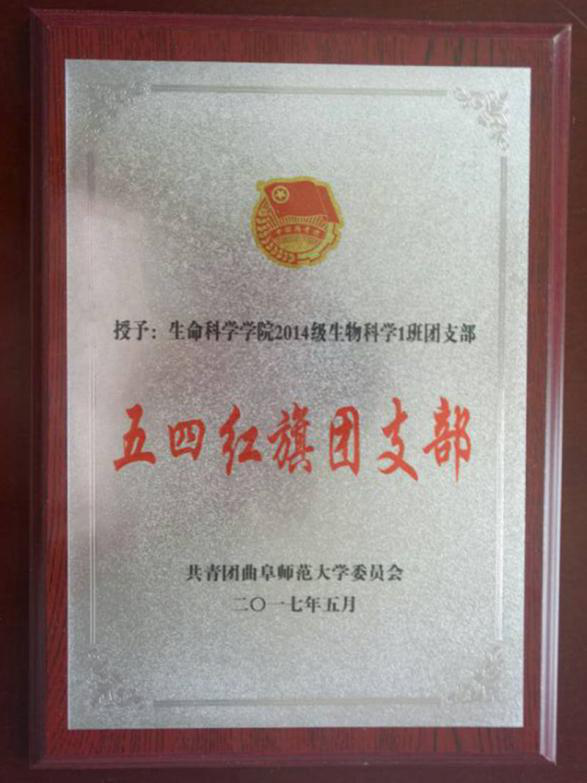 授予：生命科学学院2014级生物科学1班团支部
五四红旗团支部
共青团曲阜师范大学委员会
二〇一七年五月